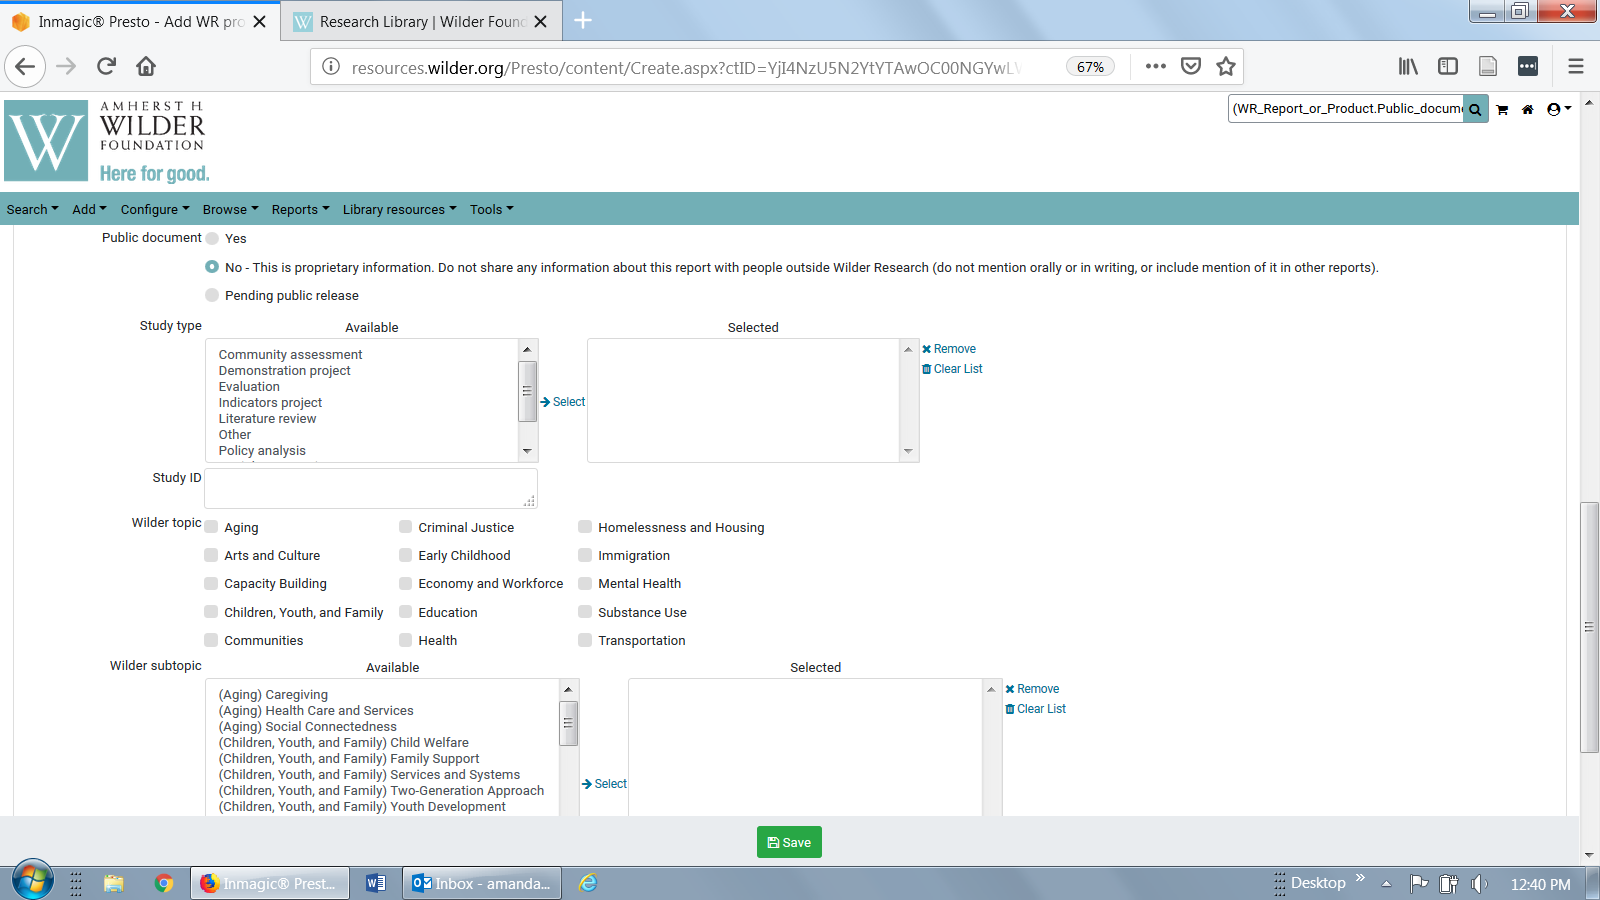 Inmagic® Presto - Add WR pro
Research Library | Wilder Found
resources.wilder.org/Presto/content/Create.aspx?ctID=YjI4NzU5N2YtYTAwOC00NGYwLV
67%
AMHERST H
WILDER
FOUNDATION
Here for good.
(WR_Report_or_Product.Public_docume
Search Add Configure Browse Reports Library resources Tools
Public document Yes
No - This is proprietary information. Do not share any information about this report with people outside Wilder Research (do not mention orally or in writing, or include mention of it in other reports).
Pending public release
Study type Available Selected
Community assessment
Demonstration project
Evaluation
Indicators project
Literature review
Other
Policy analysis
Select
Remove
Clear List
Study ID
Wilder topic Aging Criminal Justice Homelessness and Housing
Arts and Culture Early Childhood Immigration
Capacity Building Economy and Workforce Mental Health
Children, Youth, and Family Education Substance Use
Communities Health Transportation
Wilder subtopic Available Selected
(Aging) Caregiving
(Aging) Health Care and Services
(Aging) Social Connectedness
(Children, Youth, and Family) Child Welfare
(Children, Youth, and Family) Family Support
(Children, Youth, and Family) Services and Systems
(Children, Youth, and Family) Two-Generation Approach
(Children, Youth, and Family) Youth Development
Select
Remove
Clear List
Save
Inmagic® Prest...
Inbox - amanda...
Desktop
12:40 PM